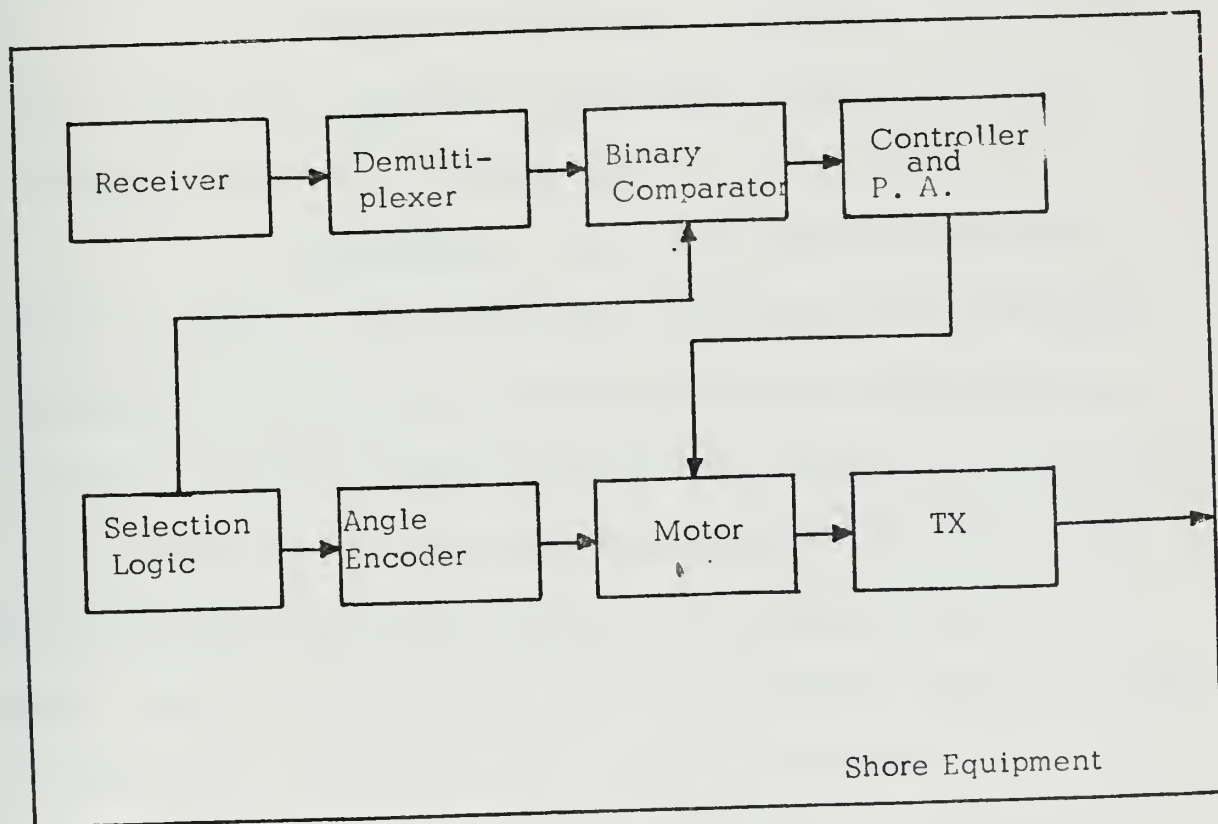 Receiver
Demulti-
plexer
Binary
Comparator
Controller
and
P. A.
Selection
Logic
Angle
Encoder
Motor
TX
Shore Equipment